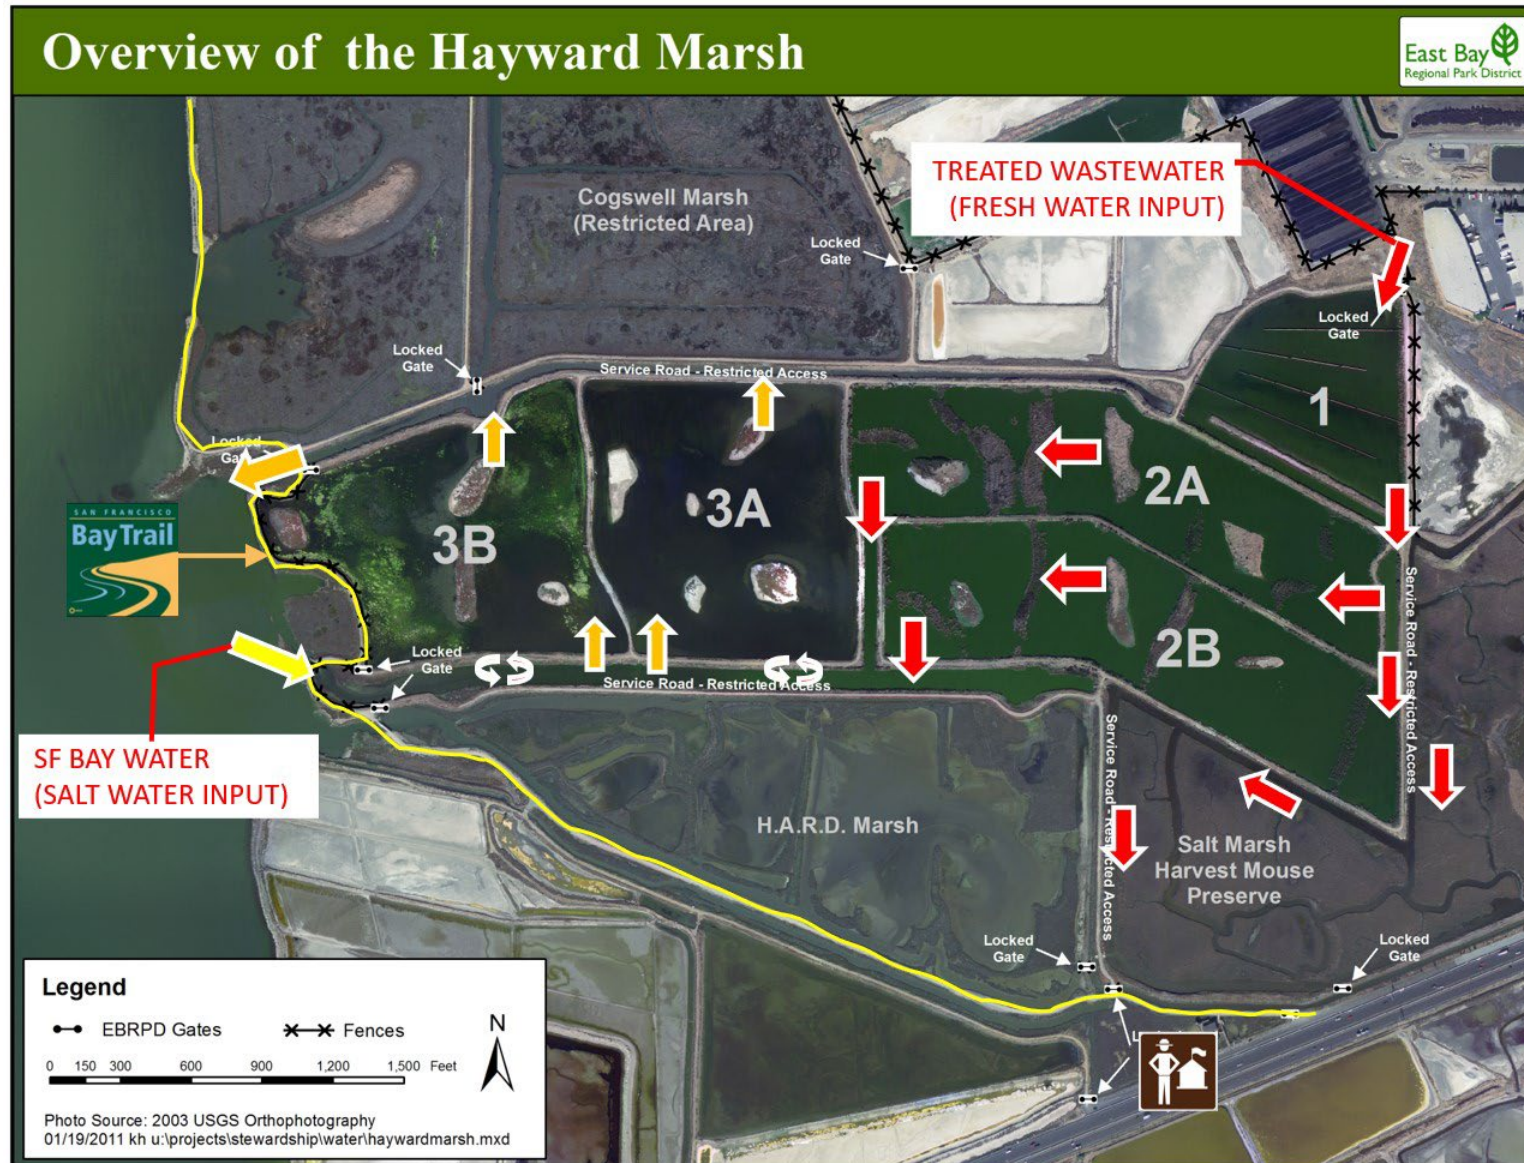 Overview of the Hayward Marsh
East Bay
Regional Park District
TREATED WASTEWATER
(FRESH WATER INPUT)
Cogswell Marsh
(Restricted Area)
Locked
Gate
Locked
Gate
Locked
Gate
Service Road - Restricted Access
1
2A
3A
3B
2B
Locked
Gate
SAN FRANCISCO
Bay Trail
Service Road - Restricted Access
Locked
Gate
Service Road - Restricted Access
SF BAY WATER
(SALT WATER INPUT)
Service Road - Restricted Access
H.A.R.D. Marsh
Salt Marsh
Harvest Mouse
Preserve
Locked
Gate
Locked
Gate
Legend
EBRPD Gates
Fences
N
0 150 300 600 900 1,200 1,500 Feet
Photo Source: 2003 USGS Orthophotography
01/19/2011 kh u:\projects\stewardship\water\haywardmarsh.mxd